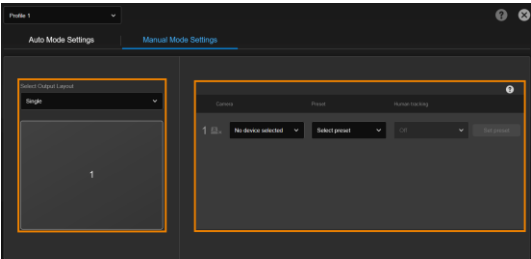 Profile 1
Auto Mode Settings
Manual Mode Settings
Select Output Layout
Single
1
Camera
Preset
Human tracking
1
No device selected
Select preset
Off
Set preset